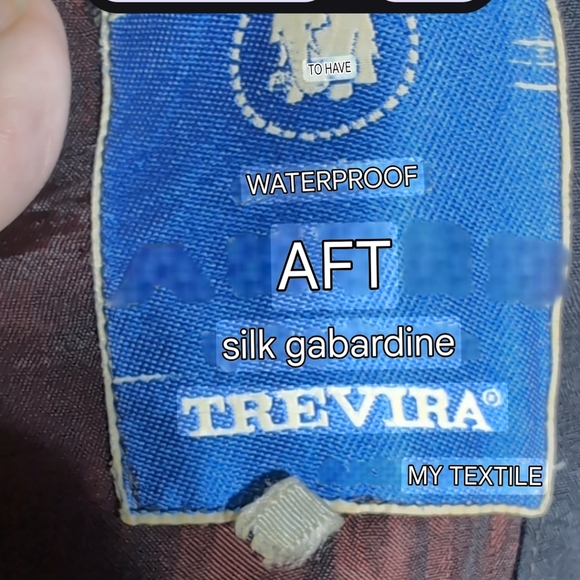 TO HAVE
WATERPROOF
AFT
silk gabardine
TREVIRA®
MY TEXTILE